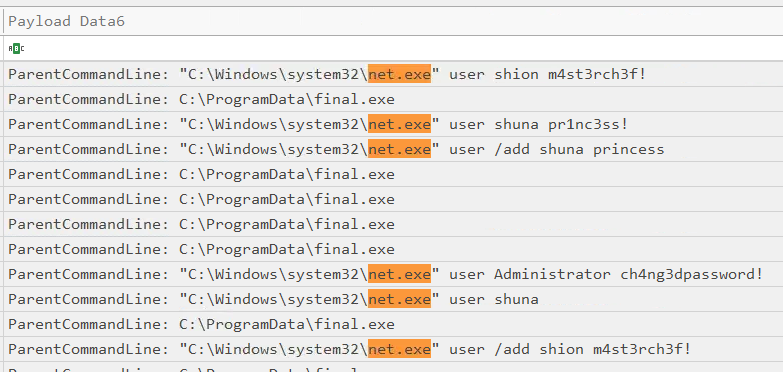 Payload Data6
ABC
ParentCommandLine: "C:\Windows\system32\net.exe" user shion m4st3rch3f!
ParentCommandLine: C:\ProgramData\final.exe
ParentCommandLine: "C:\Windows\system32\net.exe" user shuna pr1nc3ss!
ParentCommandLine: "C:\Windows\system32\net.exe" user /add shuna princess
ParentCommandLine: C:\ProgramData\final.exe
ParentCommandLine: C:\ProgramData\final.exe
ParentCommandLine: C:\ProgramData\final.exe
ParentCommandLine: C:\ProgramData\final.exe
ParentCommandLine: "C:\Windows\system32\net.exe" user Administrator ch4ng3dpassword!
ParentCommandLine: "C:\Windows\system32\net.exe" user shuna
ParentCommandLine: C:\ProgramData\final.exe
ParentCommandLine: "C:\Windows\system32\net.exe" user /add shion m4st3rch3f!
ParentCommandLine: C:\ProgramData\final.exe